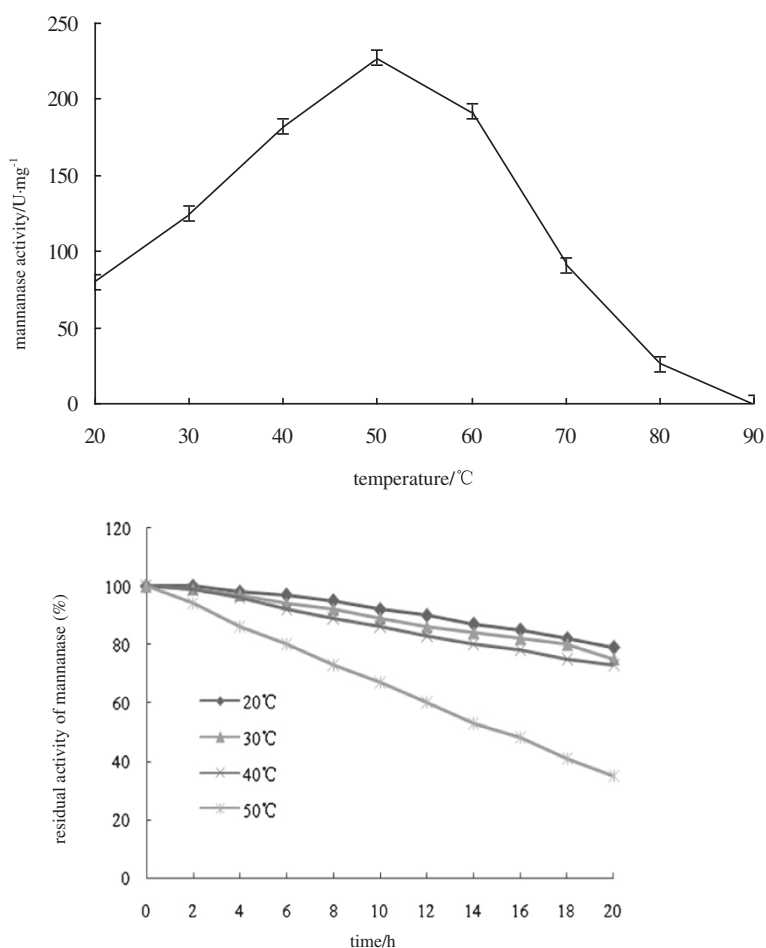 250
200
150
100
50
0
mannanase activity/U·mg⁻¹
20 30 40 50 60 70 80 90
temperature/℃
120
100
80
60
40
20
0
residual activity of mannanase (%)
20℃
30℃
40℃
50℃
0 2 4 6 8 10 12 14 16 18 20
time/h